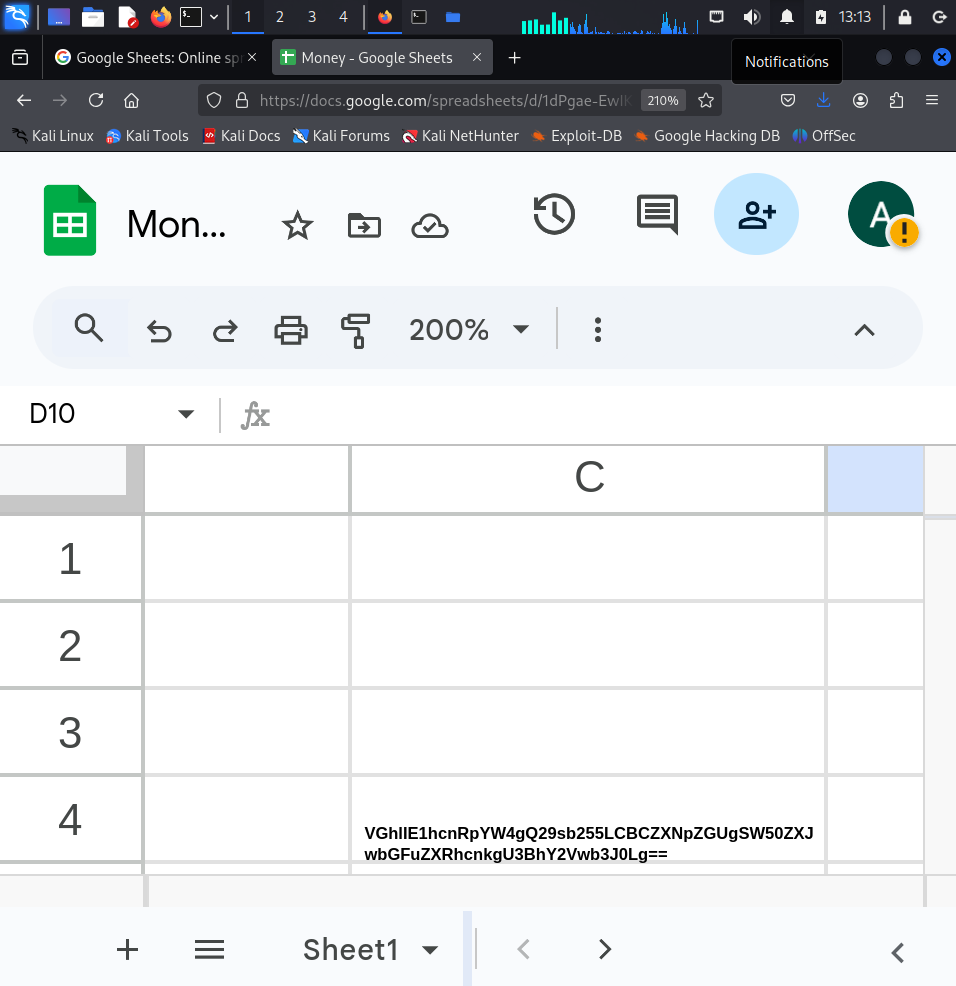 1 2 3 4 13:13
Google Sheets: Online spr
Money - Google Sheets
Notifications
https://docs.google.com/spreadsheets/d/1dPgae-EwIK 210%
Kali Linux Kali Tools Kali Docs Kali Forums Kali NetHunter Exploit-DB Google Hacking DB OffSec
Mon... A
200%
D10 fx
C
1
2
3
4
VGhlIE1hcnRpYW4gQ29sb255LCBCZXNpZGUgSW50ZXJ
wbGFuZXRhcnkgU3BhY2Vwb3J0Lg==
Sheet1